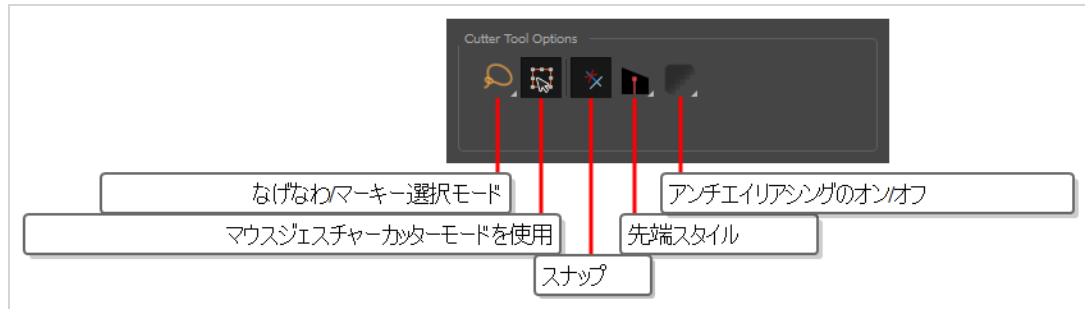 Cutter Tool Options
なげなわ/マーキー選択モード
アンチエイリアシングのオン/オフ
マウスジェスチャーカッターモードを使用
先端スタイル
スナップ